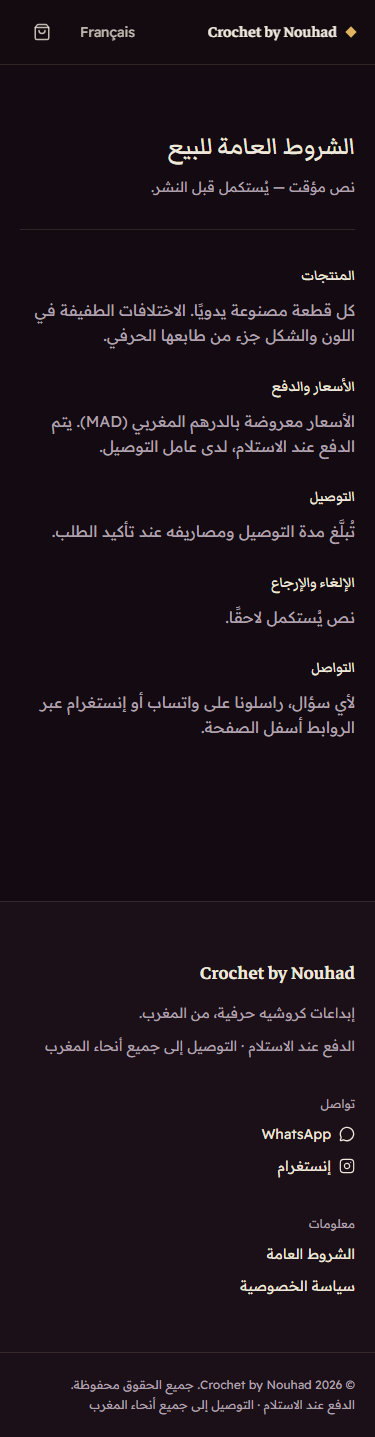 Crochet by Nouhad
Français
الشروط العامة للبيع
نص مؤقت — يُستكمل قبل النشر.
المنتجات
كل قطعة مصنوعة يدويًا. الاختلافات الطفيفة في
اللون والشكل جزء من طابعها الحرفي.
الأسعار والدفع
الأسعار معروضة بالدرهم المغربي (MAD). يتم
الدفع عند الاستلام، لدى عامل التوصيل.
التوصيل
تُبلَّغ مدة التوصيل ومصاريفه عند تأكيد الطلب.
الإلغاء والإرجاع
نص يُستكمل لاحقًا.
التواصل
لأي سؤال، راسلونا على واتساب أو إنستغرام عبر
الروابط أسفل الصفحة.
Crochet by Nouhad
إبداعات كروشيه حرفية، من المغرب.
الدفع عند الاستلام · التوصيل إلى جميع أنحاء المغرب
تواصل
WhatsApp
إنستغرام
معلومات
الشروط العامة
سياسة الخصوصية
© 2026 Crochet by Nouhad. جميع الحقوق محفوظة.
الدفع عند الاستلام · التوصيل إلى جميع أنحاء المغرب